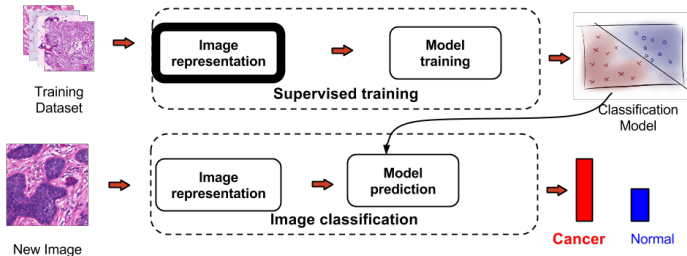 Image
representation
Model
training
Training
Dataset
Supervised training
Classification
Model
Image
representation
Model
prediction
Image classification
New Image
Cancer
Normal